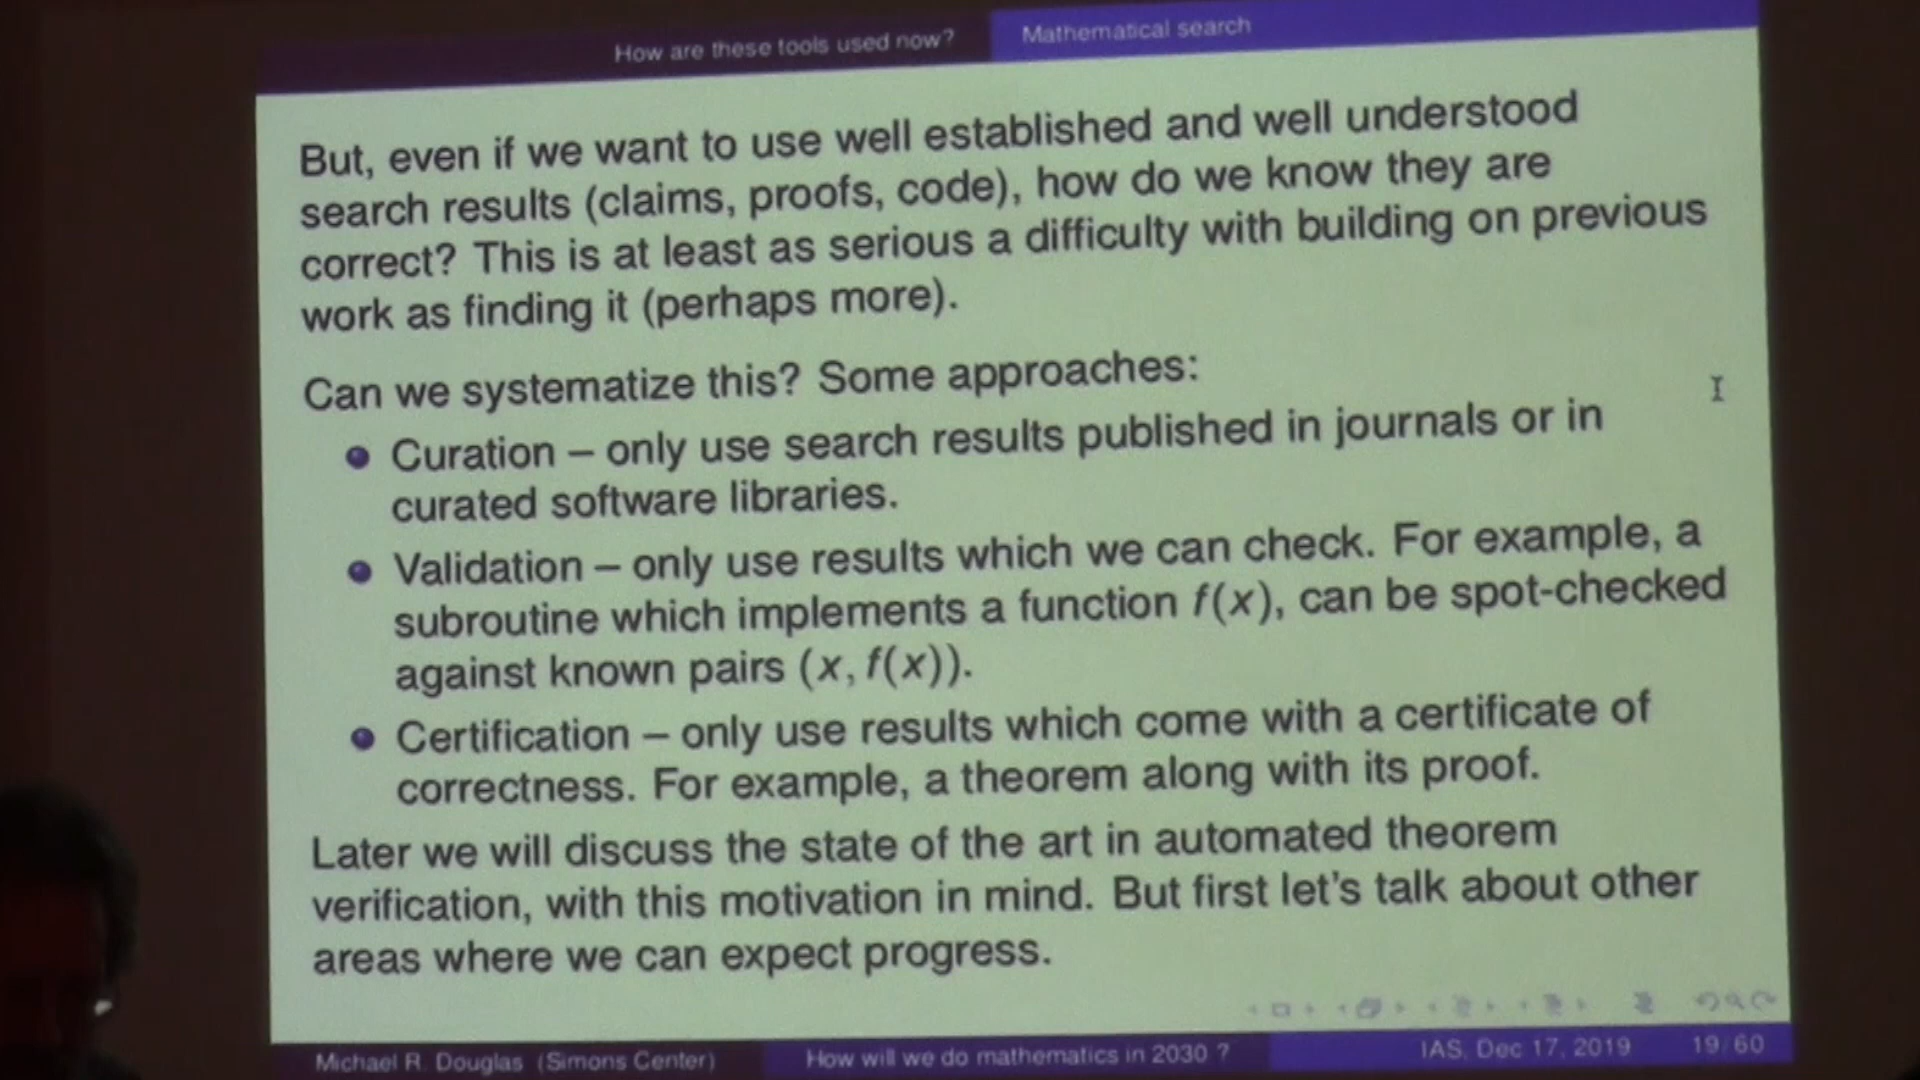 How are these tools used now? Mathematical search
But, even if we want to use well established and well understood
search results (claims, proofs, code), how do we know they are
correct? This is at least as serious a difficulty with building on previous
work as finding it (perhaps more).
Can we systematize this? Some approaches:
Curation – only use search results published in journals or in
curated software libraries.
Validation – only use results which we can check. For example, a
subroutine which implements a function f(x), can be spot-checked
against known pairs (x, f(x)).
Certification – only use results which come with a certificate of
correctness. For example, a theorem along with its proof.
Later we will discuss the state of the art in automated theorem
verification, with this motivation in mind. But first let's talk about other
areas where we can expect progress.
Michael R. Douglas (Simons Center) How will we do mathematics in 2030 ? IAS, Dec 17, 2019 19/60